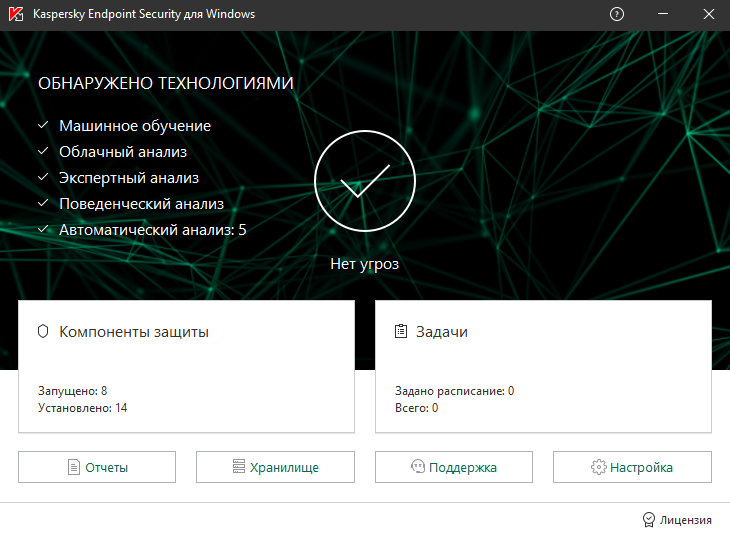 Kaspersky Endpoint Security для Windows
ОБНАРУЖЕНО ТЕХНОЛОГИЯМИ
Машинное обучение
Облачный анализ
Экспертный анализ
Поведенческий анализ
Автоматический анализ: 5
Нет угроз
Компоненты защиты
Запущено: 8
Установлено: 14
Задачи
Задано расписание: 0
Всего: 0
Отчеты
Хранилище
Поддержка
Настройка
Лицензия